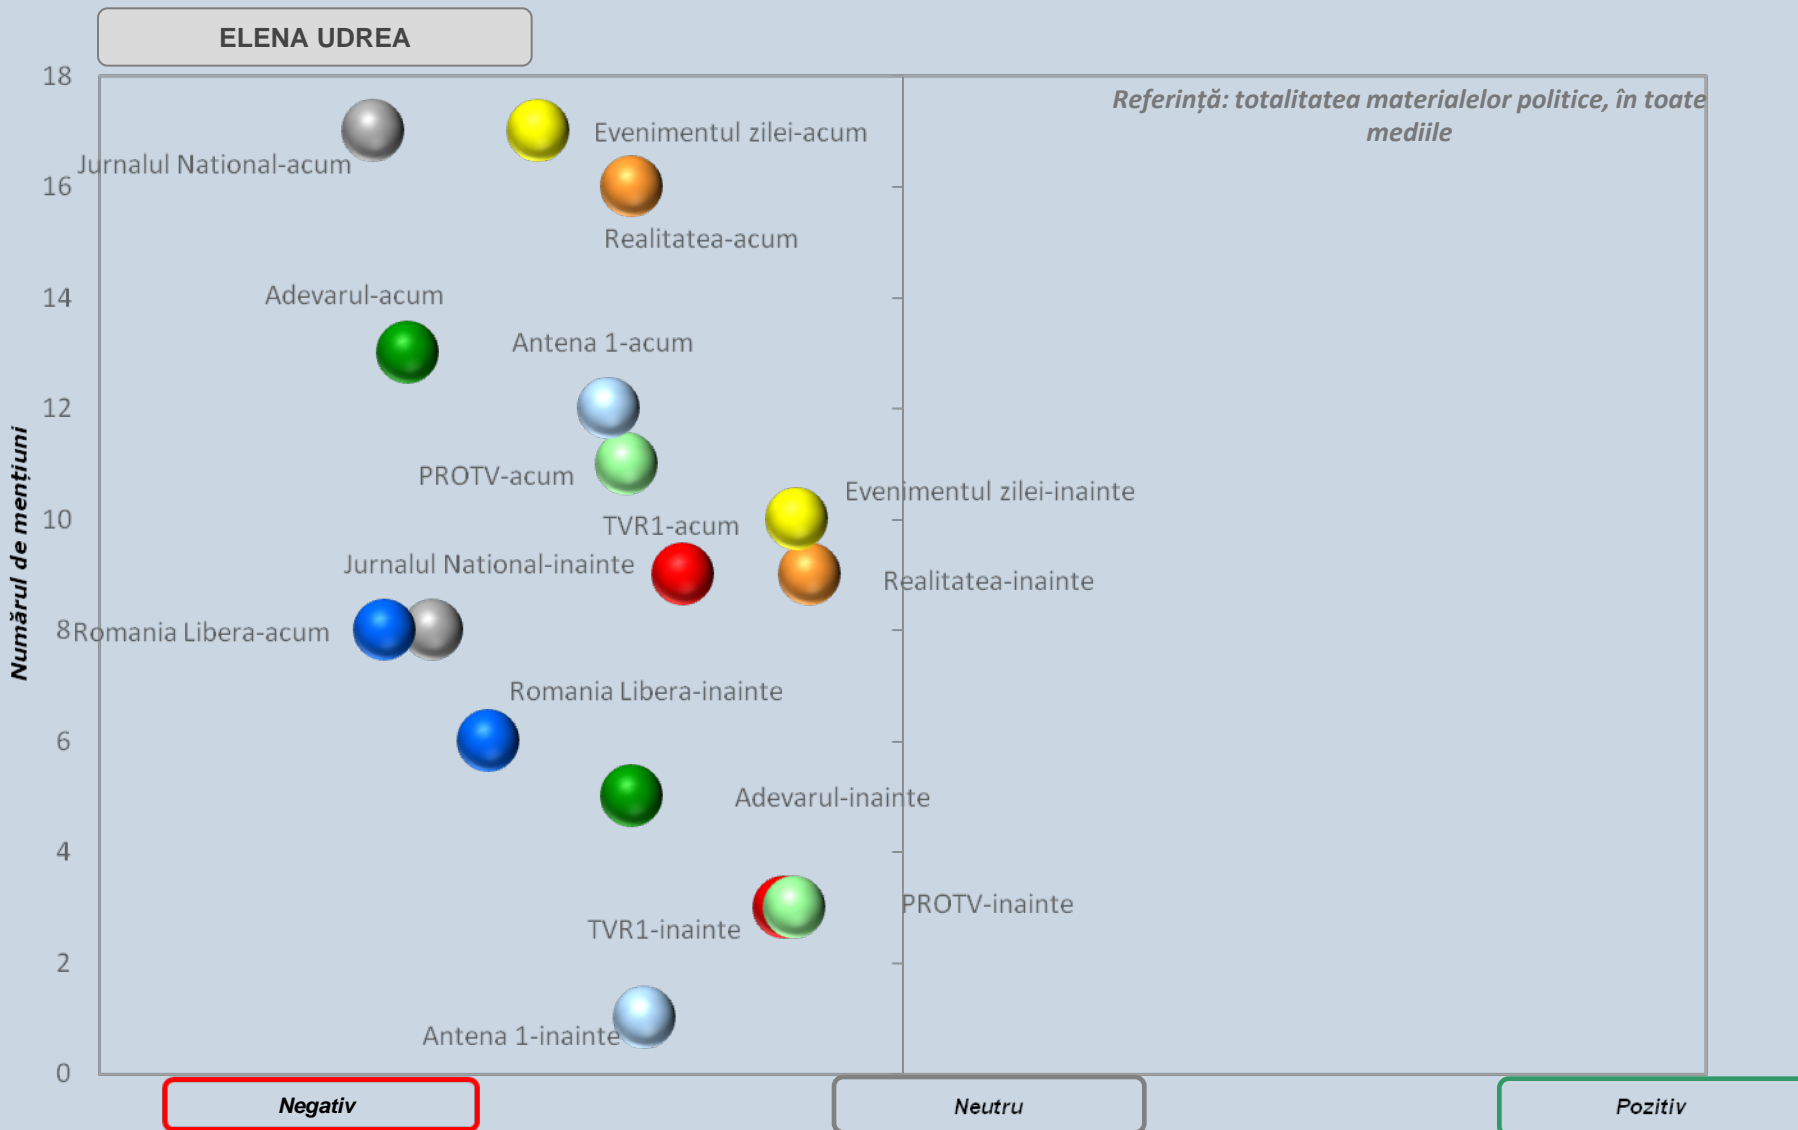 ELENA UDREA
18
Referință: totalitatea materialelor politice, în toate
mediile
Evenimentul zilei-acum
Jurnalul National-acum
16
Realitatea-acum
14
Adevarul-acum
Antena 1-acum
12
PROTV-acum
Evenimentul zilei-inainte
10
TVR1-acum
Jurnalul National-inainte
Realitatea-inainte
Numărul de mențiuni
8
Romania Libera-acum
Romania Libera-inainte
6
Adevarul-inainte
4
PROTV-inainte
TVR1-inainte
2
Antena 1-inainte
0
Negativ
Neutru
Pozitiv